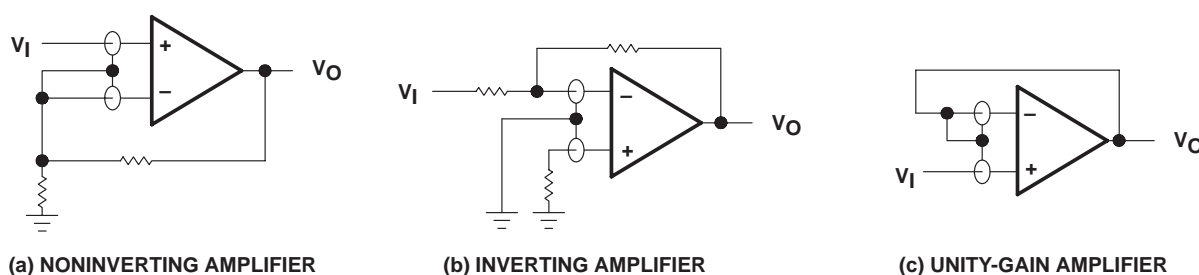 VI
+
−
VO
(a) NONINVERTING AMPLIFIER
VI
−
+
VO
(b) INVERTING AMPLIFIER
VI
−
+
VO
(c) UNITY-GAIN AMPLIFIER